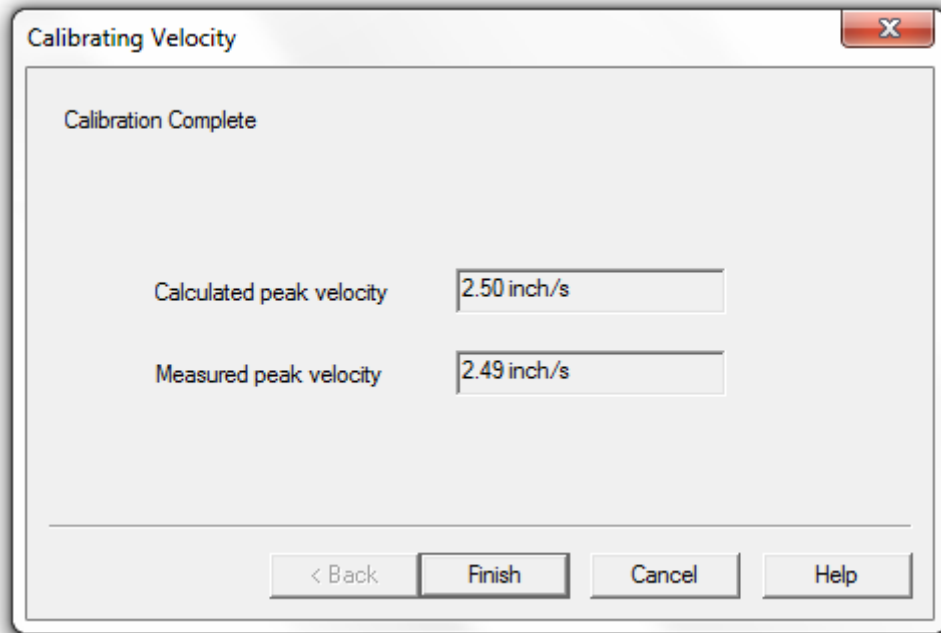 Calibrating Velocity
Calibration Complete
Calculated peak velocity 2.50 inch/s
Measured peak velocity 2.49 inch/s
< Back Finish Cancel Help